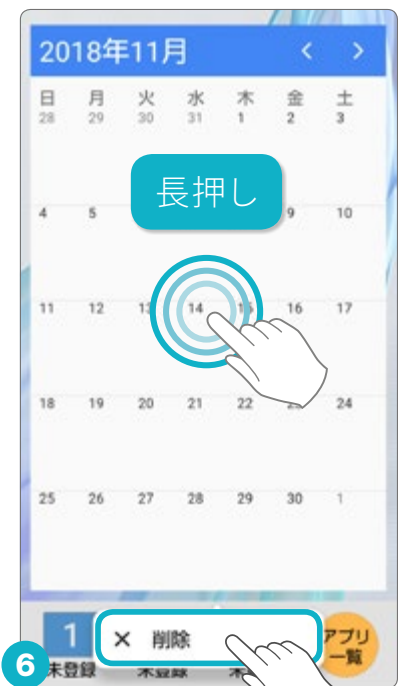 2018年11月 < >
日 月 火 水 木 金 土
28 29 30 31 1 2 3
長押し
4 5 9 10
11 12 13 14 15 16 17
18 19 20 21 22 23 24
25 26 27 28 29 30 1
1 × 削除 アプリ
一覧
6 未登録 未登録